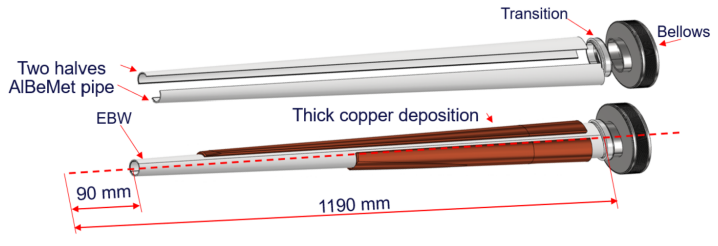 Transition
Bellows
Two halves
AlBeMet pipe
EBW
Thick copper deposition
90 mm
1190 mm